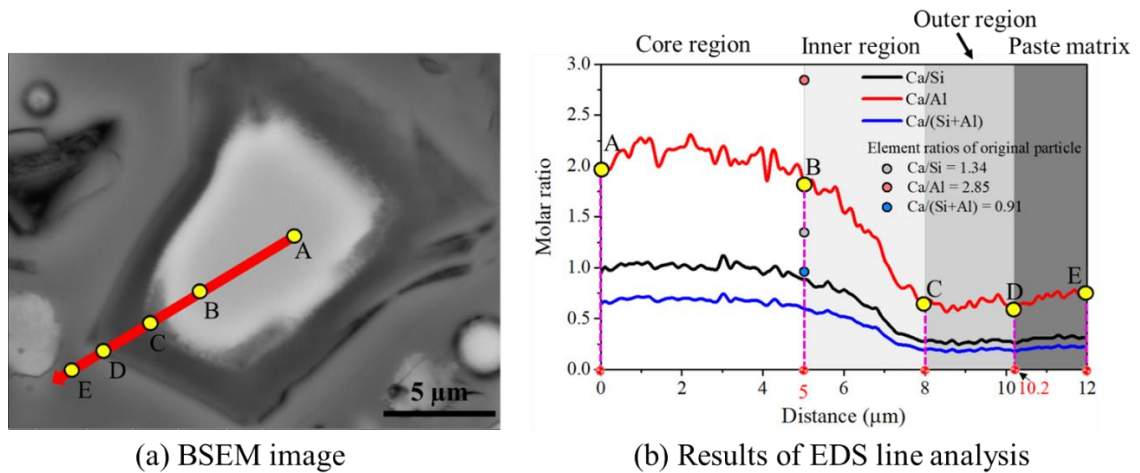 A
B
C
D
E
5 µm
(a) BSEM image
Outer region
Core region
Inner region
Paste matrix
3.0
2.5
2.0
1.5
1.0
0.5
0.0
Molar ratio
Ca/Si
Ca/Al
Ca/(Si+Al)
Element ratios of original particle
Ca/Si = 1.34
Ca/Al = 2.85
Ca/(Si+Al) = 0.91
A
B
C
D
E
0 2 4 5 6 8 10 10.2 12
Distance (µm)
(b) Results of EDS line analysis